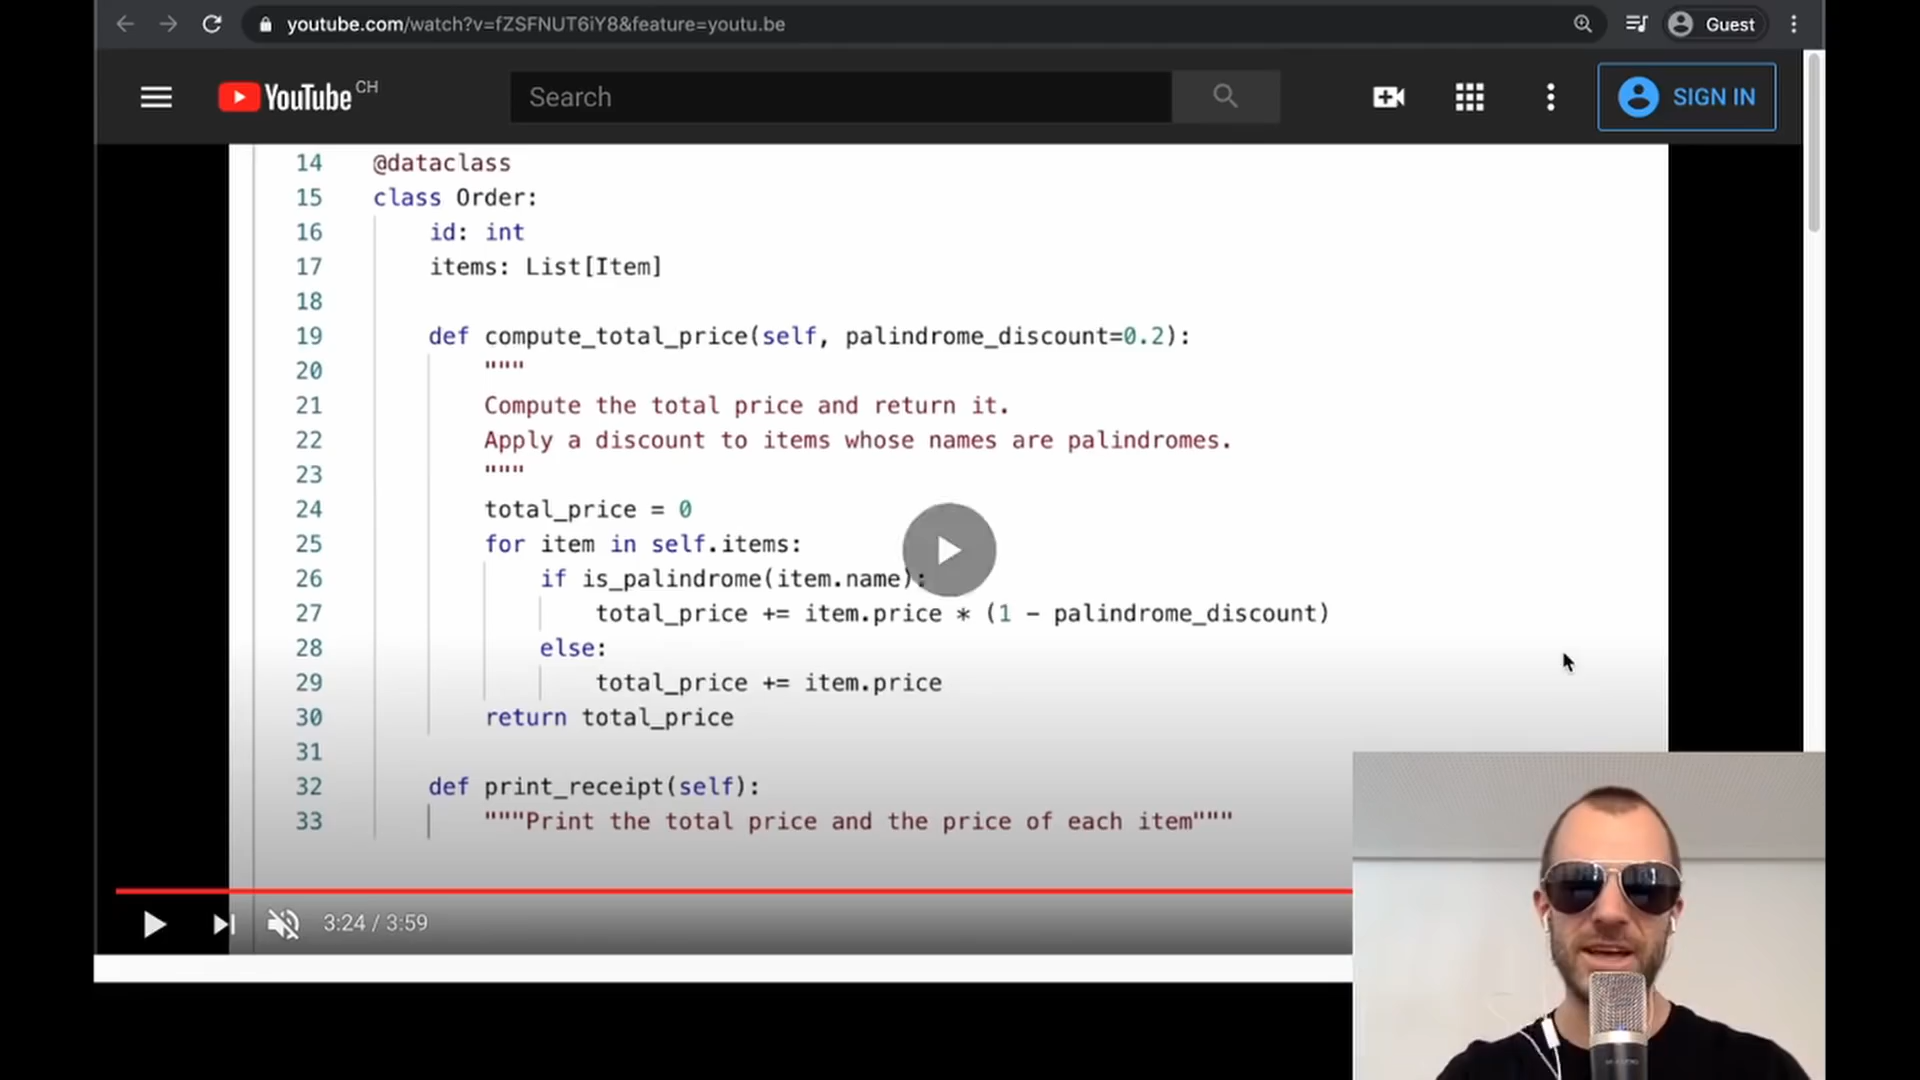 youtube.com/watch?v=fZSFNUT6iY8&feature=youtu.be
Guest
YouTube CH
Search
SIGN IN
14 @dataclass
15 class Order:
16 id: int
17 items: List[Item]
18
19 def compute_total_price(self, palindrome_discount=0.2):
20 """
21 Compute the total price and return it.
22 Apply a discount to items whose names are palindromes.
23 """
24 total_price = 0
25 for item in self.items:
26 if is_palindrome(item.name):
27 total_price += item.price * (1 - palindrome_discount)
28 else:
29 total_price += item.price
30 return total_price
31
32 def print_receipt(self):
33 """Print the total price and the price of each item"""
3:24 / 3:59